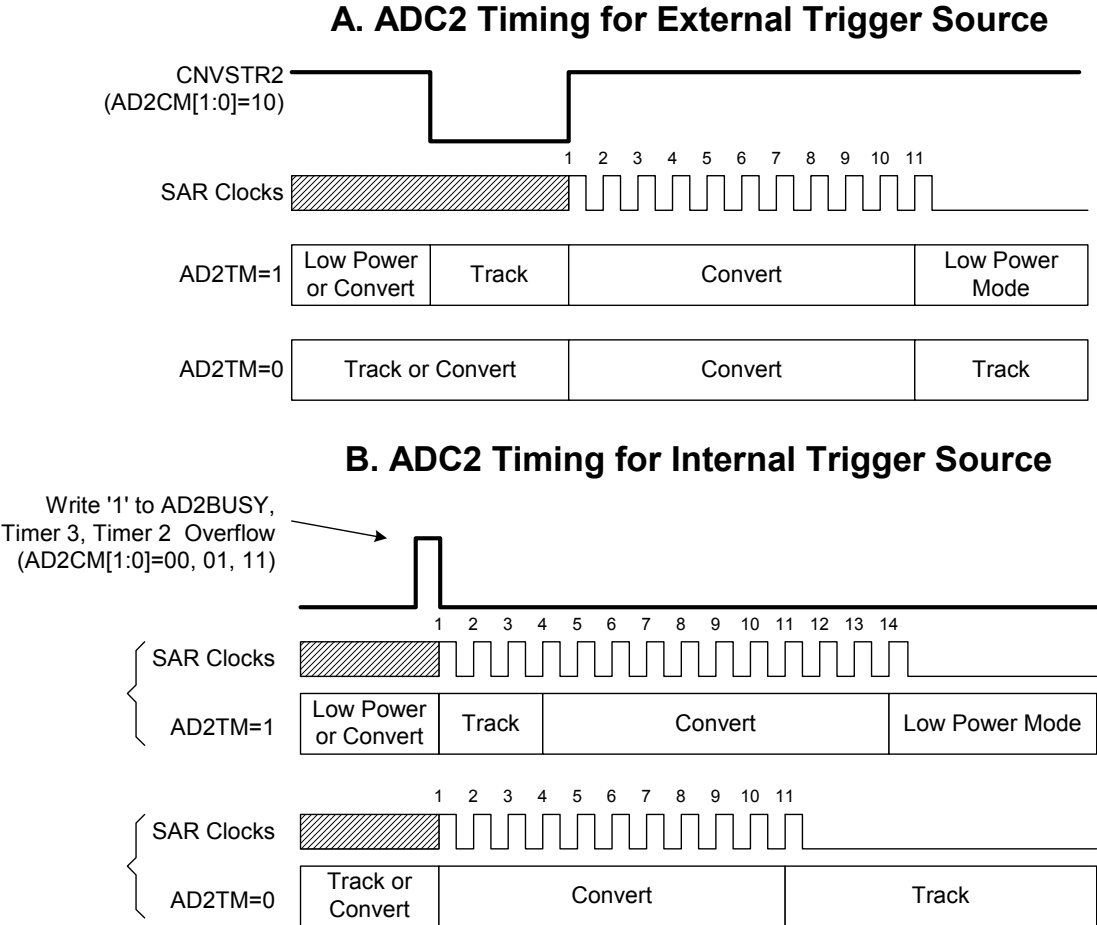 A. ADC2 Timing for External Trigger Source
CNVSTR2
(AD2CM[1:0]=10)
1 2 3 4 5 6 7 8 9 10 11
SAR Clocks
AD2TM=1
Low Power
or Convert
Track
Convert
Low Power
Mode
AD2TM=0
Track or Convert
Convert
Track
B. ADC2 Timing for Internal Trigger Source
Write '1' to AD2BUSY,
Timer 3, Timer 2 Overflow
(AD2CM[1:0]=00, 01, 11)
1 2 3 4 5 6 7 8 9 10 11 12 13 14
SAR Clocks
AD2TM=1
Low Power
or Convert
Track
Convert
Low Power Mode
1 2 3 4 5 6 7 8 9 10 11
SAR Clocks
AD2TM=0
Track or
Convert
Convert
Track